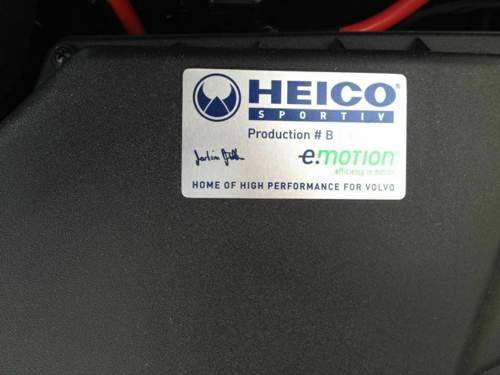 HEICO®
SPORTIV
Production # B
e.motion
efficiency in motion
HOME OF HIGH PERFORMANCE FOR VOLVO